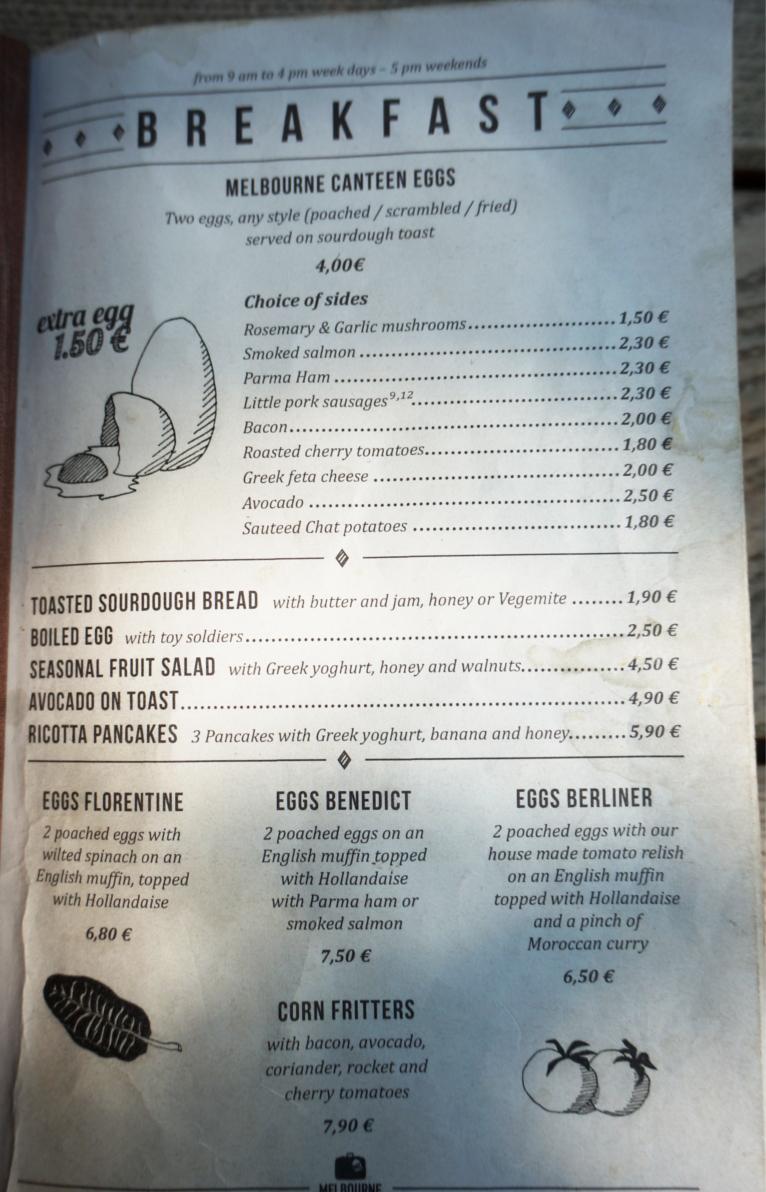 from 9 am to 4 pm week days – 5 pm weekends
BREAKFAST
MELBOURNE CANTEEN EGGS
Two eggs, any style (poached / scrambled / fried)
served on sourdough toast
4,00€
extra egg
1.50 €
Choice of sides
Rosemary & Garlic mushrooms..........................1,50 €
Smoked salmon ..........................2,30 €
Parma Ham ..........................2,30 €
Little pork sausages9,12..........................2,30 €
Bacon..........................2,00 €
Roasted cherry tomatoes..........................1,80 €
Greek feta cheese ..........................2,00 €
Avocado ..........................2,50 €
Sauteed Chat potatoes ..........................1,80 €
TOASTED SOURDOUGH BREAD with butter and jam, honey or Vegemite ........1,90 €
BOILED EGG with toy soldiers..........................2,50 €
SEASONAL FRUIT SALAD with Greek yoghurt, honey and walnuts................4,50 €
AVOCADO ON TOAST..........................4,90 €
RICOTTA PANCAKES 3 Pancakes with Greek yoghurt, banana and honey.........5,90 €
EGGS FLORENTINE
2 poached eggs with
wilted spinach on an
English muffin, topped
with Hollandaise
6,80 €
EGGS BENEDICT
2 poached eggs on an
English muffin topped
with Hollandaise
with Parma ham or
smoked salmon
7,50 €
EGGS BERLINER
2 poached eggs with our
house made tomato relish
on an English muffin
topped with Hollandaise
and a pinch of
Moroccan curry
6,50 €
CORN FRITTERS
with bacon, avocado,
coriander, rocket and
cherry tomatoes
7,90 €
MELBOURNE